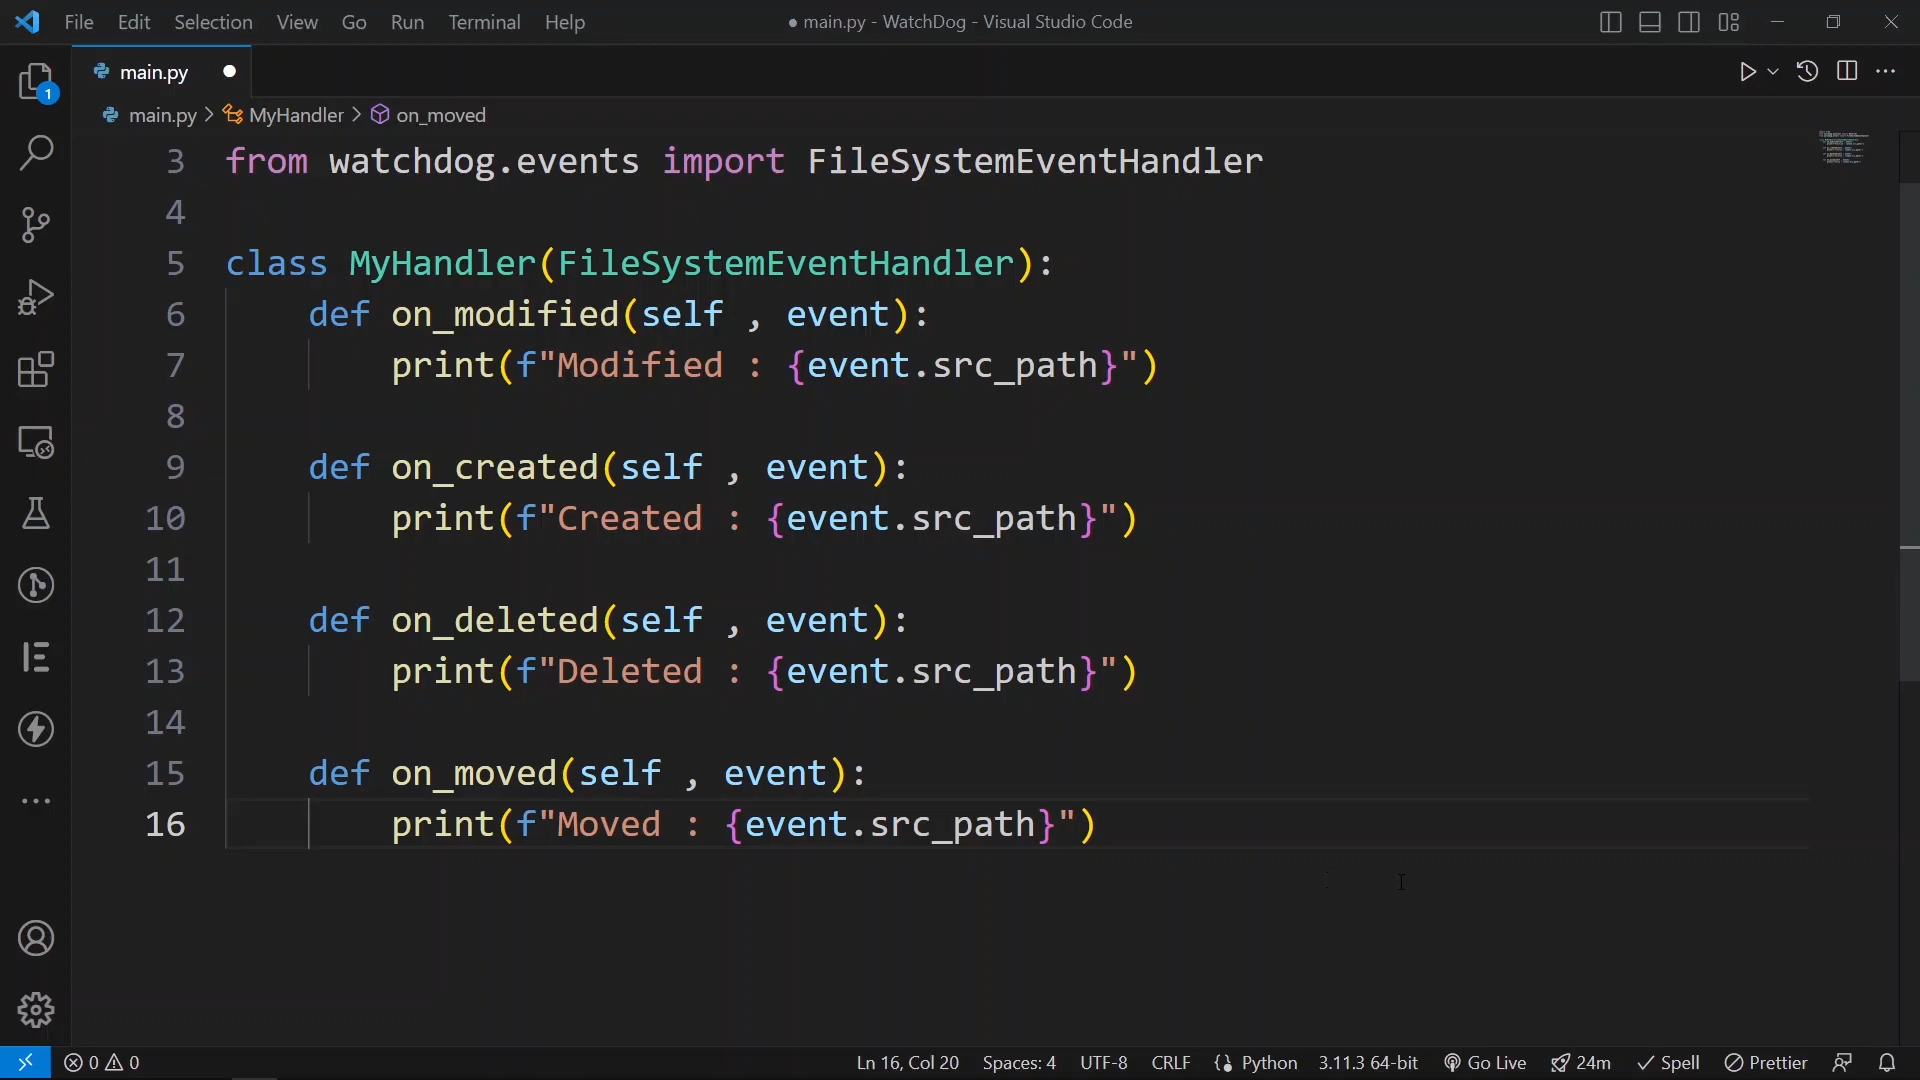 File Edit Selection View Go Run Terminal Help
● main.py - WatchDog - Visual Studio Code
main.py
1
main.py > MyHandler > on_moved
3 from watchdog.events import FileSystemEventHandler
4
5 class MyHandler(FileSystemEventHandler):
6     def on_modified(self , event):
7         print(f"Modified : {event.src_path}")
8
9     def on_created(self , event):
10         print(f"Created : {event.src_path}")
11
12     def on_deleted(self , event):
13         print(f"Deleted : {event.src_path}")
14
15     def on_moved(self , event):
16         print(f"Moved : {event.src_path}")
0 0 Ln 16, Col 20 Spaces: 4 UTF-8 CRLF Python 3.11.3 64-bit Go Live 24m Spell Prettier